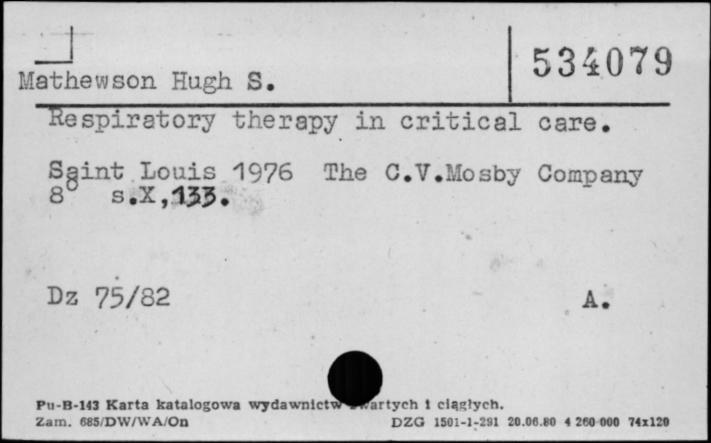 534079
Mathewson Hugh S.
Respiratory therapy in critical care.
Saint Louis 1976 The C.V.Mosby Company
8° s.X,133.
Dz 75/82 A.
Pu-B-143 Karta katalogowa wydawnictw zwartych i ciągłych.
Zam. 685/DW/WA/On DZG 1501-1-291 20.06.80 4 260 000 74x120